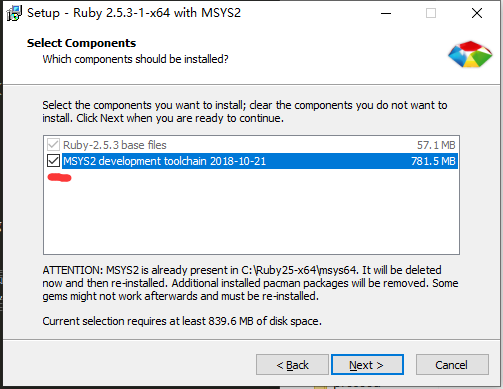 Setup - Ruby 2.5.3-1-x64 with MSYS2
Select Components
Which components should be installed?
Select the components you want to install; clear the components you do not want to
install. Click Next when you are ready to continue.
Ruby-2.5.3 base files 57.1 MB
MSYS2 development toolchain 2018-10-21 781.5 MB
ATTENTION: MSYS2 is already present in C:\Ruby25-x64\msys64. It will be deleted
now and then re-installed. Additional installed pacman packages will be removed. Some
gems might not work afterwards and must be re-installed.
Current selection requires at least 839.6 MB of disk space.
< Back Next > Cancel